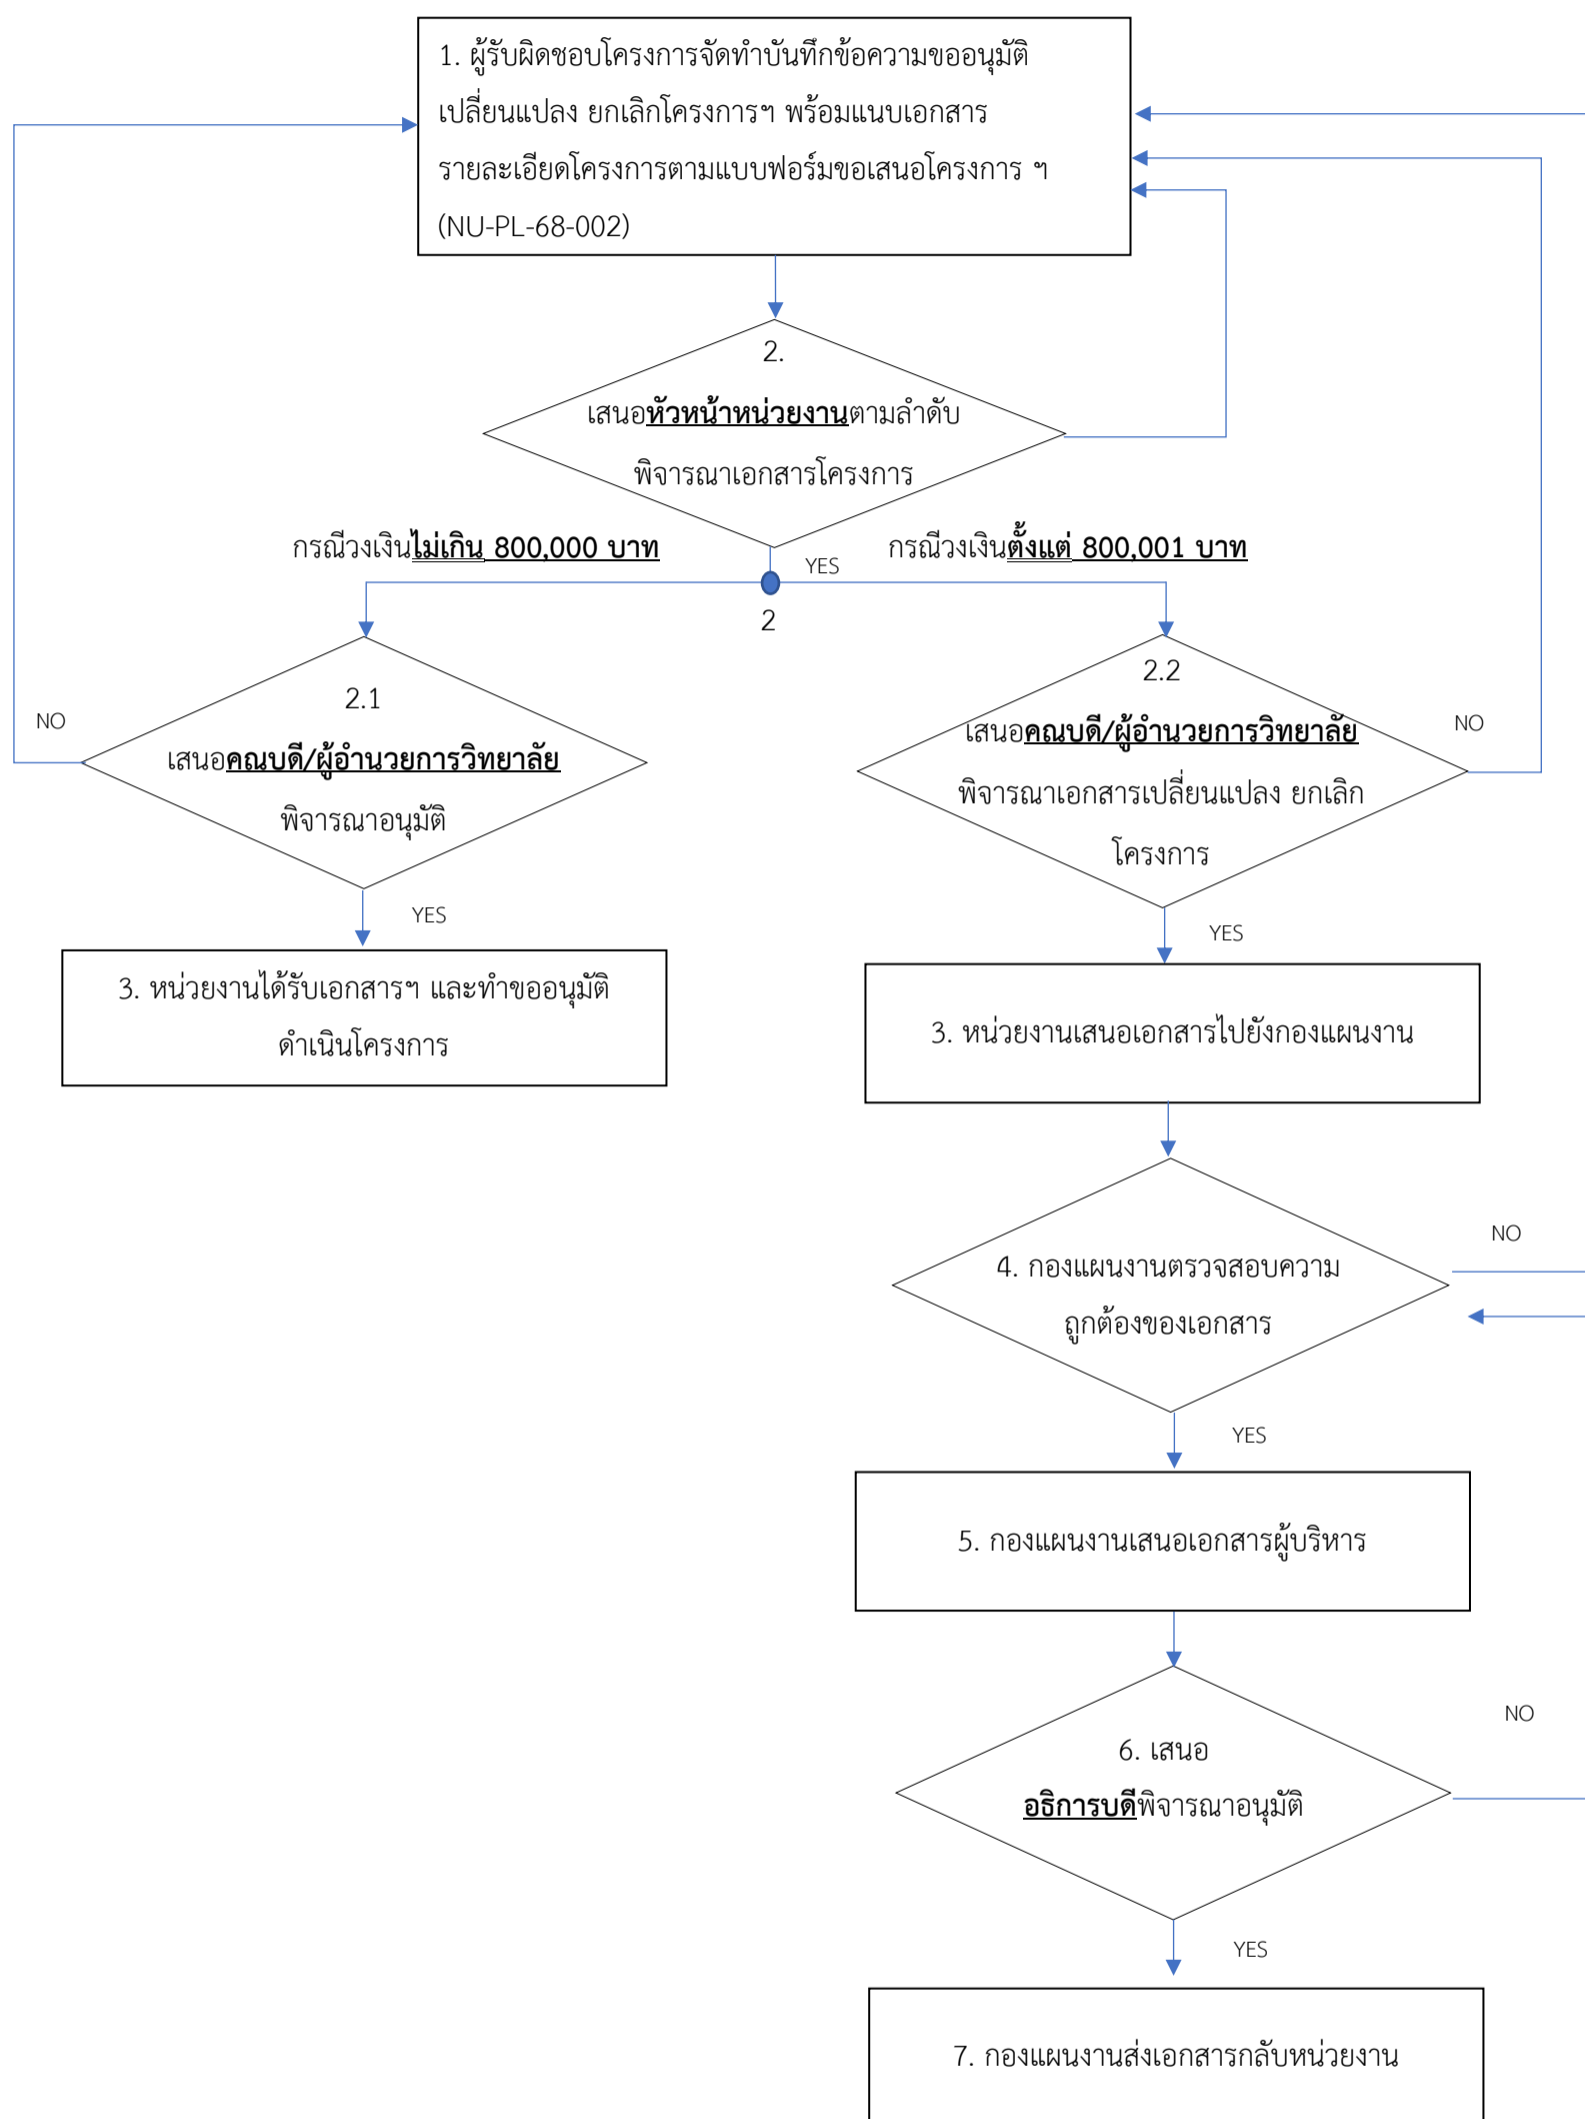 1. ผู้รับผิดชอบโครงการจัดทำบันทึกข้อความขออนุมัติ
เปลี่ยนแปลง ยกเลิกโครงการฯ พร้อมแนบเอกสาร
รายละเอียดโครงการตามแบบฟอร์มขอเสนอโครงการ ฯ
(NU-PL-68-002)
2.
เสนอหัวหน้าหน่วยงานตามลำดับ
พิจารณาเอกสารโครงการ
กรณีวงเงินไม่เกิน 800,000 บาท
กรณีวงเงินตั้งแต่ 800,001 บาท
YES
2
2.1
เสนอคณบดี/ผู้อำนวยการวิทยาลัย
พิจารณาอนุมัติ
NO
YES
3. หน่วยงานได้รับเอกสารฯ และทำขออนุมัติ
ดำเนินโครงการ
2.2
เสนอคณบดี/ผู้อำนวยการวิทยาลัย
พิจารณาเอกสารเปลี่ยนแปลง ยกเลิก
โครงการ
NO
YES
3. หน่วยงานเสนอเอกสารไปยังกองแผนงาน
4. กองแผนงานตรวจสอบความ
ถูกต้องของเอกสาร
NO
YES
5. กองแผนงานเสนอเอกสารผู้บริหาร
6. เสนอ
อธิการบดีพิจารณาอนุมัติ
NO
YES
7. กองแผนงานส่งเอกสารกลับหน่วยงาน